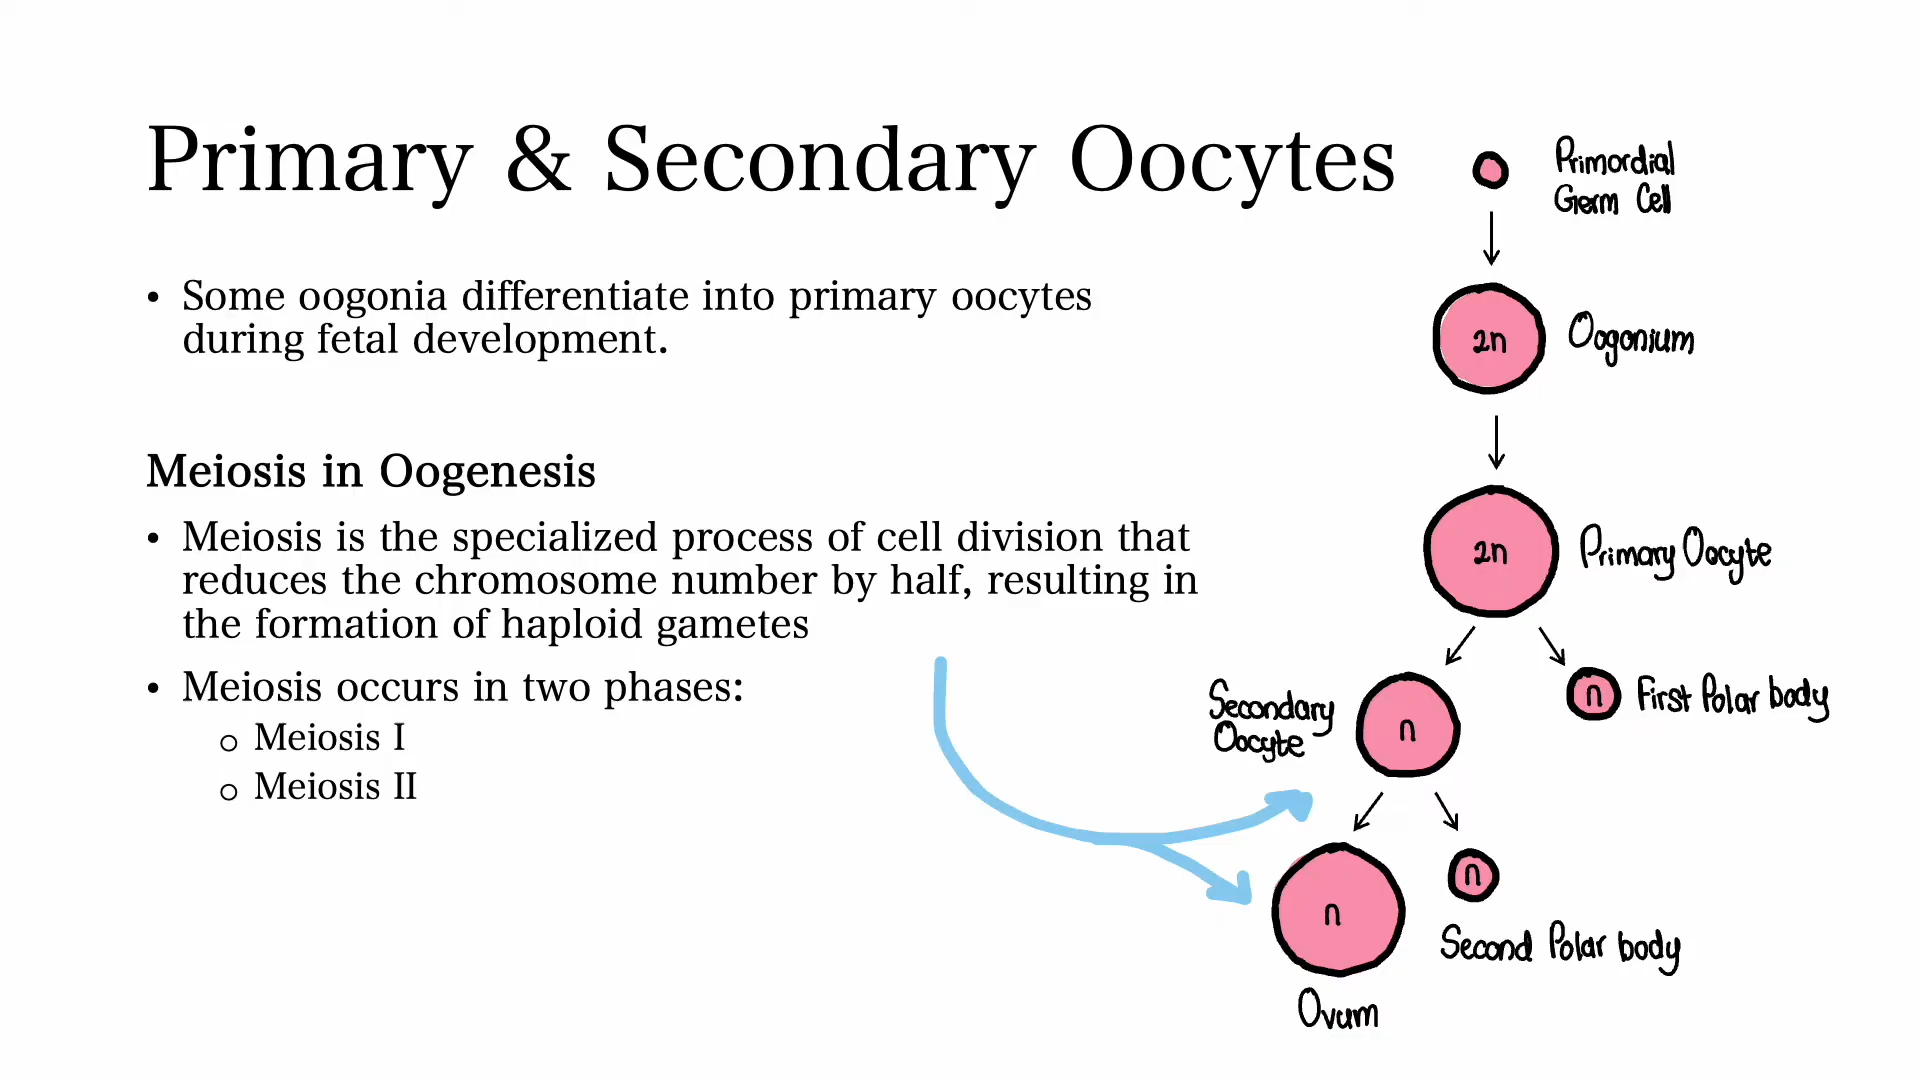 Primary & Secondary Oocytes
• Some oogonia differentiate into primary oocytes
during fetal development.
Meiosis in Oogenesis
• Meiosis is the specialized process of cell division that
reduces the chromosome number by half, resulting in
the formation of haploid gametes
• Meiosis occurs in two phases:
o Meiosis I
o Meiosis II
Primordial
Germ Cell
2n
Oogonium
2n
Primary Oocyte
Secondary
Oocyte
n
n
First Polar body
n
n
Second Polar body
Ovum